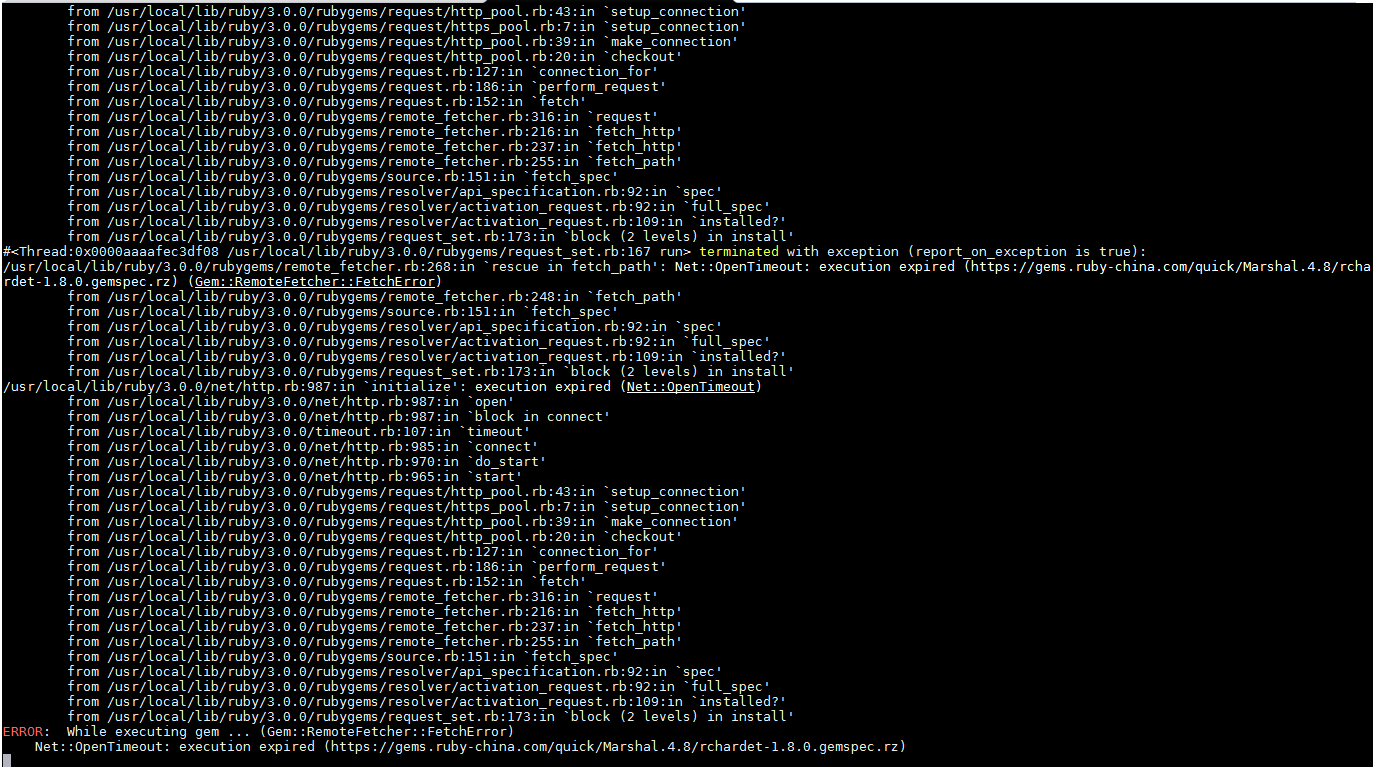 from /usr/local/lib/ruby/3.0.0/rubygems/request/http_pool.rb:43:in `setup_connection'
from /usr/local/lib/ruby/3.0.0/rubygems/request/https_pool.rb:7:in `setup_connection'
from /usr/local/lib/ruby/3.0.0/rubygems/request/http_pool.rb:39:in `make_connection'
from /usr/local/lib/ruby/3.0.0/rubygems/request/http_pool.rb:20:in `checkout'
from /usr/local/lib/ruby/3.0.0/rubygems/request.rb:127:in `connection_for'
from /usr/local/lib/ruby/3.0.0/rubygems/request.rb:186:in `perform_request'
from /usr/local/lib/ruby/3.0.0/rubygems/request.rb:152:in `fetch'
from /usr/local/lib/ruby/3.0.0/rubygems/remote_fetcher.rb:316:in `request'
from /usr/local/lib/ruby/3.0.0/rubygems/remote_fetcher.rb:216:in `fetch_http'
from /usr/local/lib/ruby/3.0.0/rubygems/remote_fetcher.rb:237:in `fetch_http'
from /usr/local/lib/ruby/3.0.0/rubygems/remote_fetcher.rb:255:in `fetch_path'
from /usr/local/lib/ruby/3.0.0/rubygems/source.rb:151:in `fetch_spec'
from /usr/local/lib/ruby/3.0.0/rubygems/resolver/api_specification.rb:92:in `spec'
from /usr/local/lib/ruby/3.0.0/rubygems/resolver/activation_request.rb:92:in `full_spec'
from /usr/local/lib/ruby/3.0.0/rubygems/resolver/activation_request.rb:109:in `installed?'
from /usr/local/lib/ruby/3.0.0/rubygems/request_set.rb:173:in `block (2 levels) in install'
#<Thread:0x0000aaaafec3df08 /usr/local/lib/ruby/3.0.0/rubygems/request_set.rb:167 run> terminated with exception (report_on_exception is true):
/usr/local/lib/ruby/3.0.0/rubygems/remote_fetcher.rb:268:in `rescue in fetch_path': Net::OpenTimeout: execution expired (https://gems.ruby-china.com/quick/Marshal.4.8/rcha
rdet-1.8.0.gemspec.rz) (Gem::RemoteFetcher::FetchError)
from /usr/local/lib/ruby/3.0.0/rubygems/remote_fetcher.rb:248:in `fetch_path'
from /usr/local/lib/ruby/3.0.0/rubygems/source.rb:151:in `fetch_spec'
from /usr/local/lib/ruby/3.0.0/rubygems/resolver/api_specification.rb:92:in `spec'
from /usr/local/lib/ruby/3.0.0/rubygems/resolver/activation_request.rb:92:in `full_spec'
from /usr/local/lib/ruby/3.0.0/rubygems/resolver/activation_request.rb:109:in `installed?'
from /usr/local/lib/ruby/3.0.0/rubygems/request_set.rb:173:in `block (2 levels) in install'
/usr/local/lib/ruby/3.0.0/net/http.rb:987:in `initialize': execution expired (Net::OpenTimeout)
from /usr/local/lib/ruby/3.0.0/net/http.rb:987:in `open'
from /usr/local/lib/ruby/3.0.0/net/http.rb:987:in `block in connect'
from /usr/local/lib/ruby/3.0.0/timeout.rb:107:in `timeout'
from /usr/local/lib/ruby/3.0.0/net/http.rb:985:in `connect'
from /usr/local/lib/ruby/3.0.0/net/http.rb:970:in `do_start'
from /usr/local/lib/ruby/3.0.0/net/http.rb:965:in `start'
from /usr/local/lib/ruby/3.0.0/rubygems/request/http_pool.rb:43:in `setup_connection'
from /usr/local/lib/ruby/3.0.0/rubygems/request/https_pool.rb:7:in `setup_connection'
from /usr/local/lib/ruby/3.0.0/rubygems/request/http_pool.rb:39:in `make_connection'
from /usr/local/lib/ruby/3.0.0/rubygems/request/http_pool.rb:20:in `checkout'
from /usr/local/lib/ruby/3.0.0/rubygems/request.rb:127:in `connection_for'
from /usr/local/lib/ruby/3.0.0/rubygems/request.rb:186:in `perform_request'
from /usr/local/lib/ruby/3.0.0/rubygems/request.rb:152:in `fetch'
from /usr/local/lib/ruby/3.0.0/rubygems/remote_fetcher.rb:316:in `request'
from /usr/local/lib/ruby/3.0.0/rubygems/remote_fetcher.rb:216:in `fetch_http'
from /usr/local/lib/ruby/3.0.0/rubygems/remote_fetcher.rb:237:in `fetch_http'
from /usr/local/lib/ruby/3.0.0/rubygems/remote_fetcher.rb:255:in `fetch_path'
from /usr/local/lib/ruby/3.0.0/rubygems/source.rb:151:in `fetch_spec'
from /usr/local/lib/ruby/3.0.0/rubygems/resolver/api_specification.rb:92:in `spec'
from /usr/local/lib/ruby/3.0.0/rubygems/resolver/activation_request.rb:92:in `full_spec'
from /usr/local/lib/ruby/3.0.0/rubygems/resolver/activation_request.rb:109:in `installed?'
from /usr/local/lib/ruby/3.0.0/rubygems/request_set.rb:173:in `block (2 levels) in install'
ERROR:  While executing gem ... (Gem::RemoteFetcher::FetchError)
Net::OpenTimeout: execution expired (https://gems.ruby-china.com/quick/Marshal.4.8/rchardet-1.8.0.gemspec.rz)